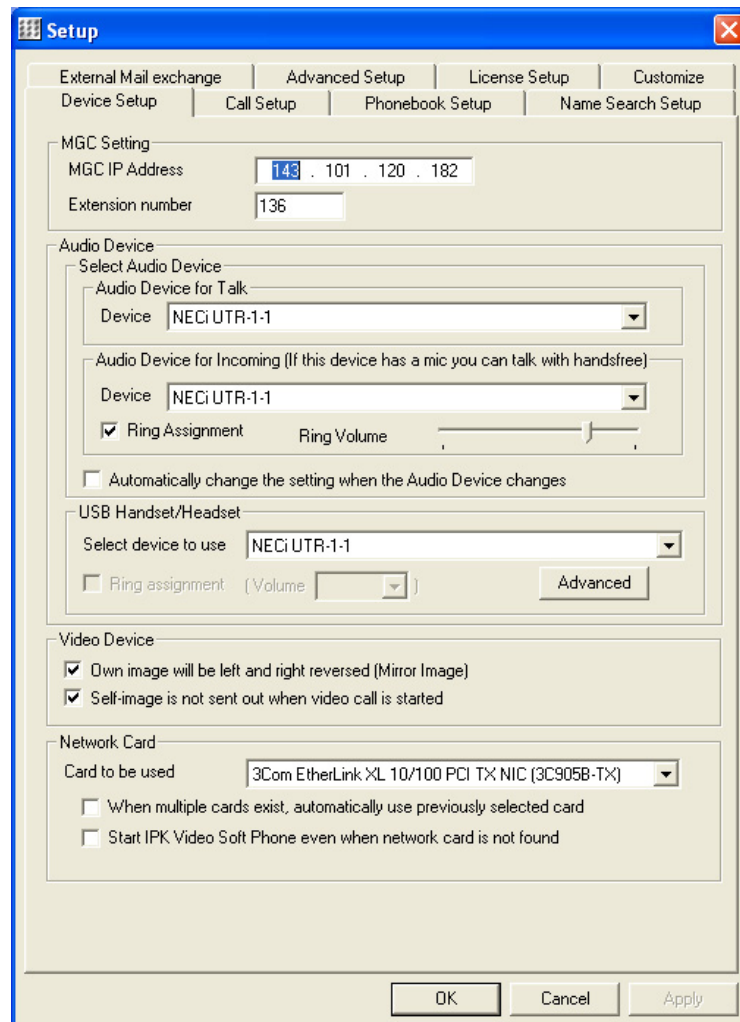 Setup
External Mail exchange Advanced Setup License Setup Customize
Device Setup Call Setup Phonebook Setup Name Search Setup
MGC Setting
MGC IP Address 143 . 101 . 120 . 182
Extension number 136
Audio Device
Select Audio Device
Audio Device for Talk
Device NECi UTR-1-1
Audio Device for Incoming (If this device has a mic you can talk with handsfree)
Device NECi UTR-1-1
Ring Assignment Ring Volume
Automatically change the setting when the Audio Device changes
USB Handset/Headset
Select device to use NECi UTR-1-1
Ring assignment (Volume ) Advanced
Video Device
Own image will be left and right reversed (Mirror Image)
Self-image is not sent out when video call is started
Network Card
Card to be used 3Com EtherLink XL 10/100 PCI TX NIC (3C905B-TX)
When multiple cards exist, automatically use previously selected card
Start IPK Video Soft Phone even when network card is not found
OK Cancel Apply